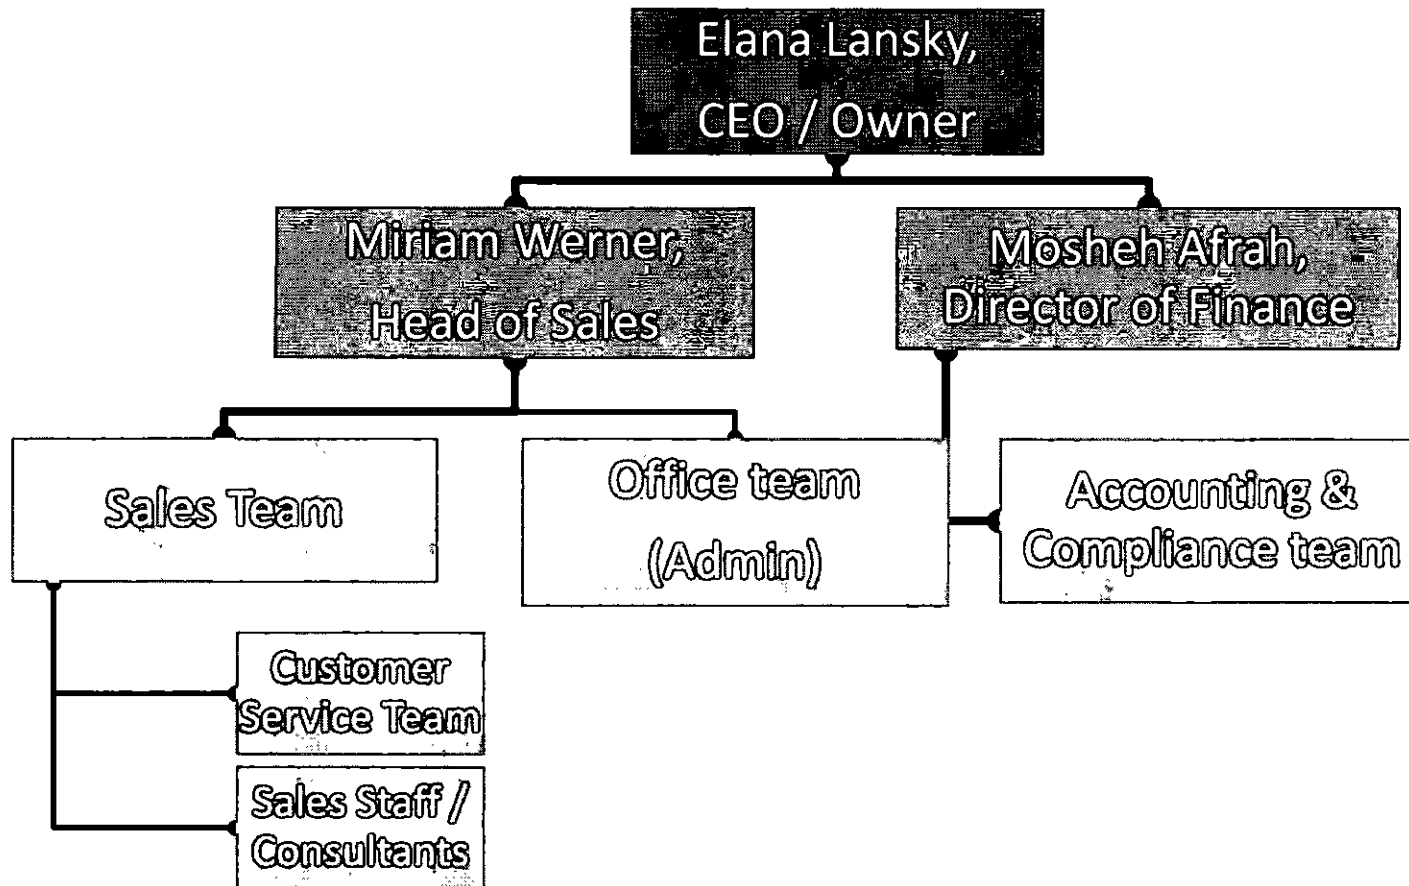 Elana Lansky,
CEO / Owner
Miriam Werner,
Head of Sales
Mosheh Afrah,
Director of Finance
Sales Team
Office team
(Admin)
Accounting &
Compliance team
Customer
Service Team
Sales Staff /
Consultants